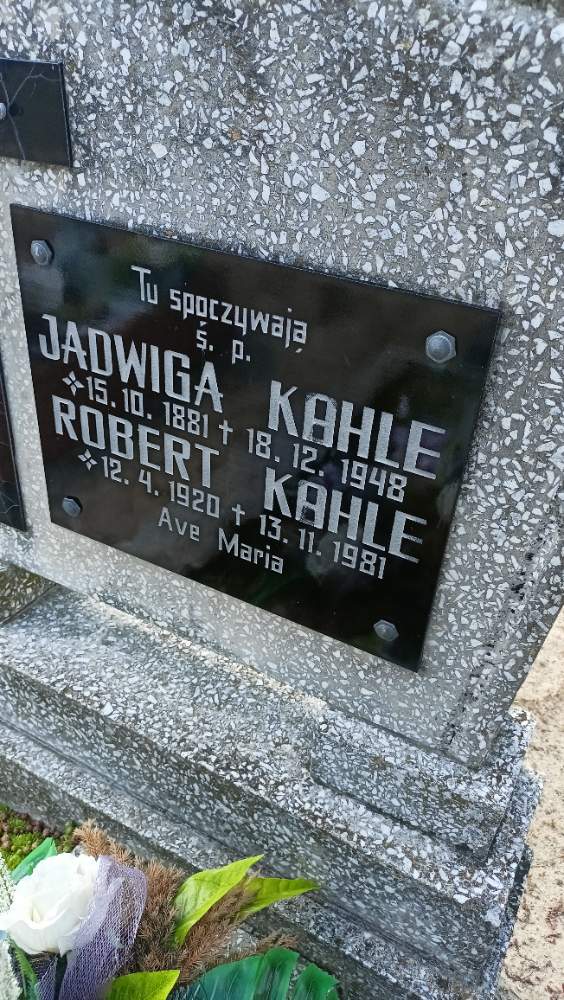 Tu spoczywają
ś. p.
JADWIGA KAHLE
15. 10. 1881 † 18. 12. 1948
ROBERT KAHLE
12. 4. 1920 † 13. 11. 1981
Ave Maria